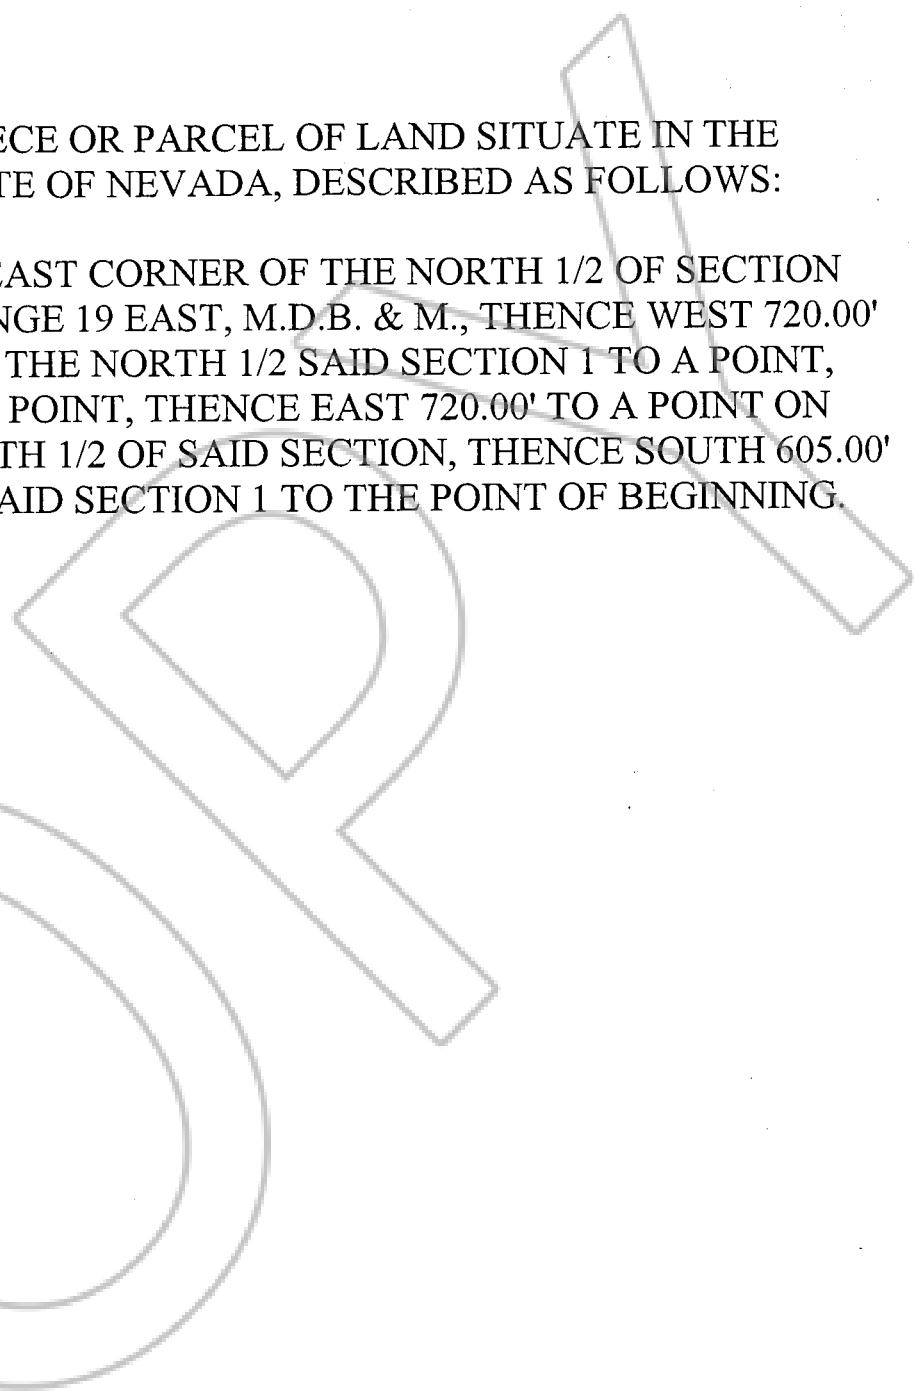 ECE OR PARCEL OF LAND SITUATE IN THE
TE OF NEVADA, DESCRIBED AS FOLLOWS:
EAST CORNER OF THE NORTH 1/2 OF SECTION
NGE 19 EAST, M.D.B. & M., THENCE WEST 720.00'
THE NORTH 1/2 SAID SECTION 1 TO A POINT,
POINT, THENCE EAST 720.00' TO A POINT ON
TH 1/2 OF SAID SECTION, THENCE SOUTH 605.00'
AID SECTION 1 TO THE POINT OF BEGINNING.
OPY